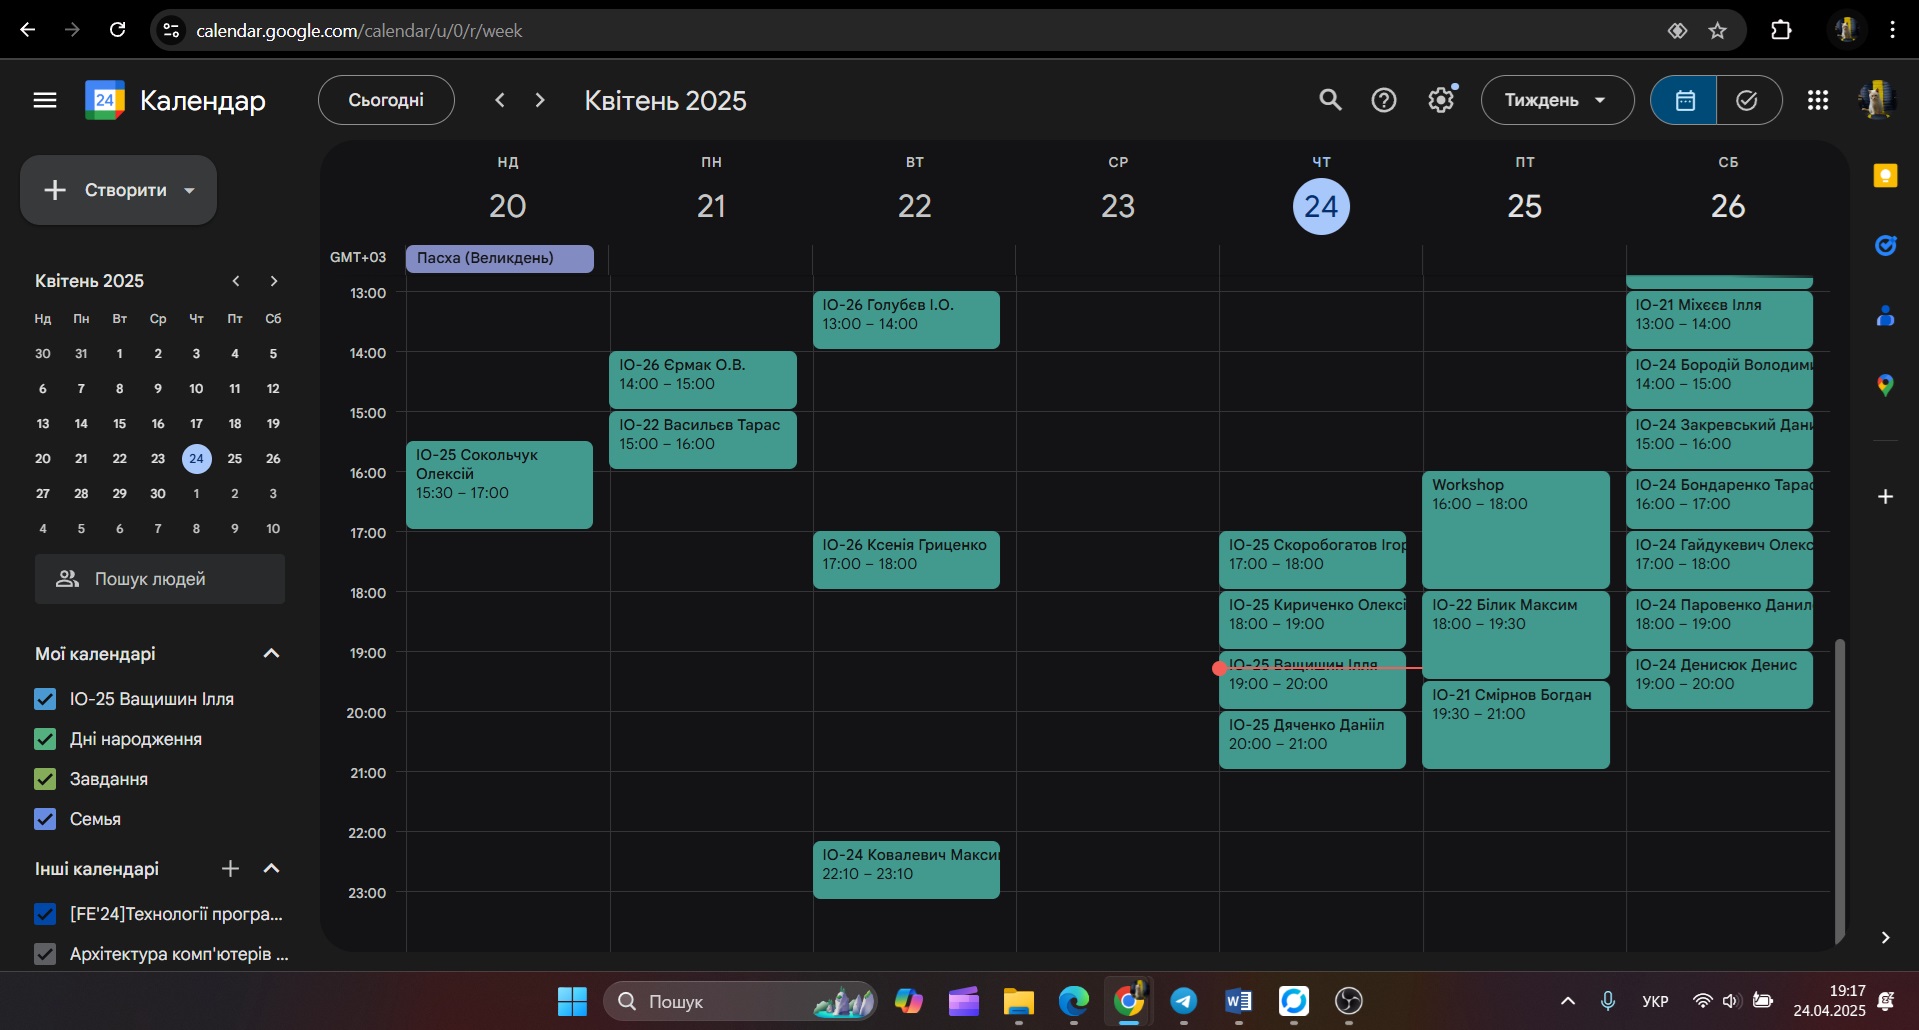 calendar.google.com/calendar/u/0/r/week
24
Календар
Сьогодні
Квітень 2025
Тиждень
Створити
Квітень 2025
Нд Пн Вт Ср Чт Пт Сб
30 31 1 2 3 4 5
6 7 8 9 10 11 12
13 14 15 16 17 18 19
20 21 22 23 24 25 26
27 28 29 30 1 2 3
4 5 6 7 8 9 10
Пошук людей
Мої календарі
ІО-25 Ващишин Ілля
Дні народження
Завдання
Семья
Інші календарі
[FE'24]Технології програ...
Архітектура комп'ютерів ...
НД ПН ВТ СР ЧТ ПТ СБ
20 21 22 23 24 25 26
GMT+03
Пасха (Великдень)
13:00
14:00
15:00
16:00
17:00
18:00
19:00
20:00
21:00
22:00
23:00
ІО-25 Сокольчук
Олексій
15:30 – 17:00
ІО-26 Єрмак О.В.
14:00 – 15:00
ІО-22 Васильєв Тарас
15:00 – 16:00
ІО-26 Голубєв І.О.
13:00 – 14:00
ІО-26 Ксенія Гриценко
17:00 – 18:00
ІО-24 Ковалевич Макси
22:10 – 23:10
ІО-25 Скоробогатов Ігор
17:00 – 18:00
ІО-25 Кириченко Олексі
18:00 – 19:00
ІО-25 Ващишин Ілля
19:00 – 20:00
ІО-25 Дяченко Данііл
20:00 – 21:00
Workshop
16:00 – 18:00
ІО-22 Білик Максим
18:00 – 19:30
ІО-21 Смірнов Богдан
19:30 – 21:00
ІО-21 Міхєєв Ілля
13:00 – 14:00
ІО-24 Бородій Володими
14:00 – 15:00
ІО-24 Закревський Дани
15:00 – 16:00
ІО-24 Бондаренко Тарас
16:00 – 17:00
ІО-24 Гайдукевич Олекс
17:00 – 18:00
ІО-24 Паровенко Данил
18:00 – 19:00
ІО-24 Денисюк Денис
19:00 – 20:00
Пошук
УКР
19:17
24.04.2025